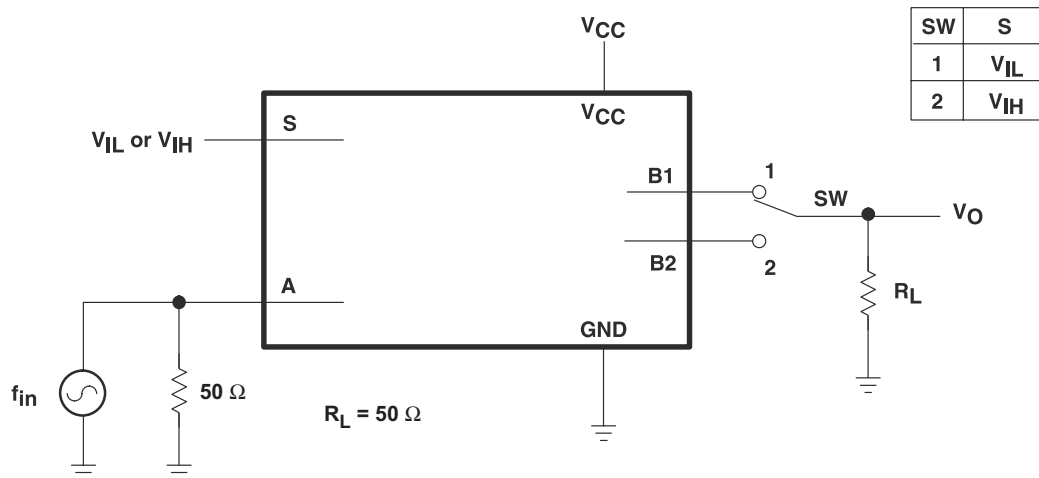 VCC
SW S
1 VIL
2 VIH
VCC
S
VIL or VIH
B1
1
SW
VO
B2
2
A
RL
GND
fin
50 Ω
RL = 50 Ω